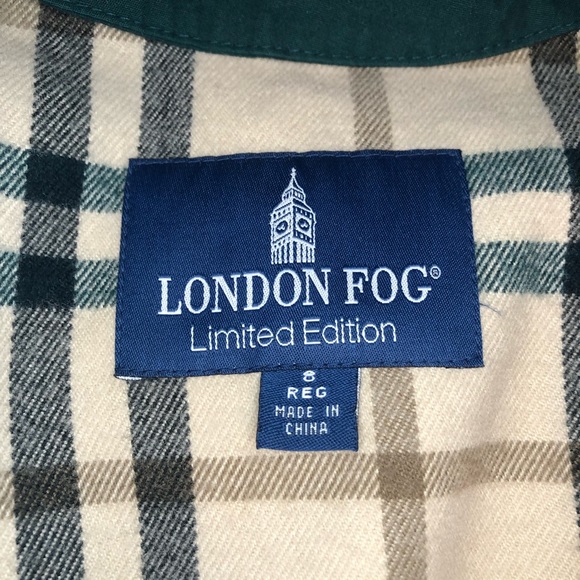 LONDON FOG®
Limited Edition
8
REG
MADE IN
CHINA